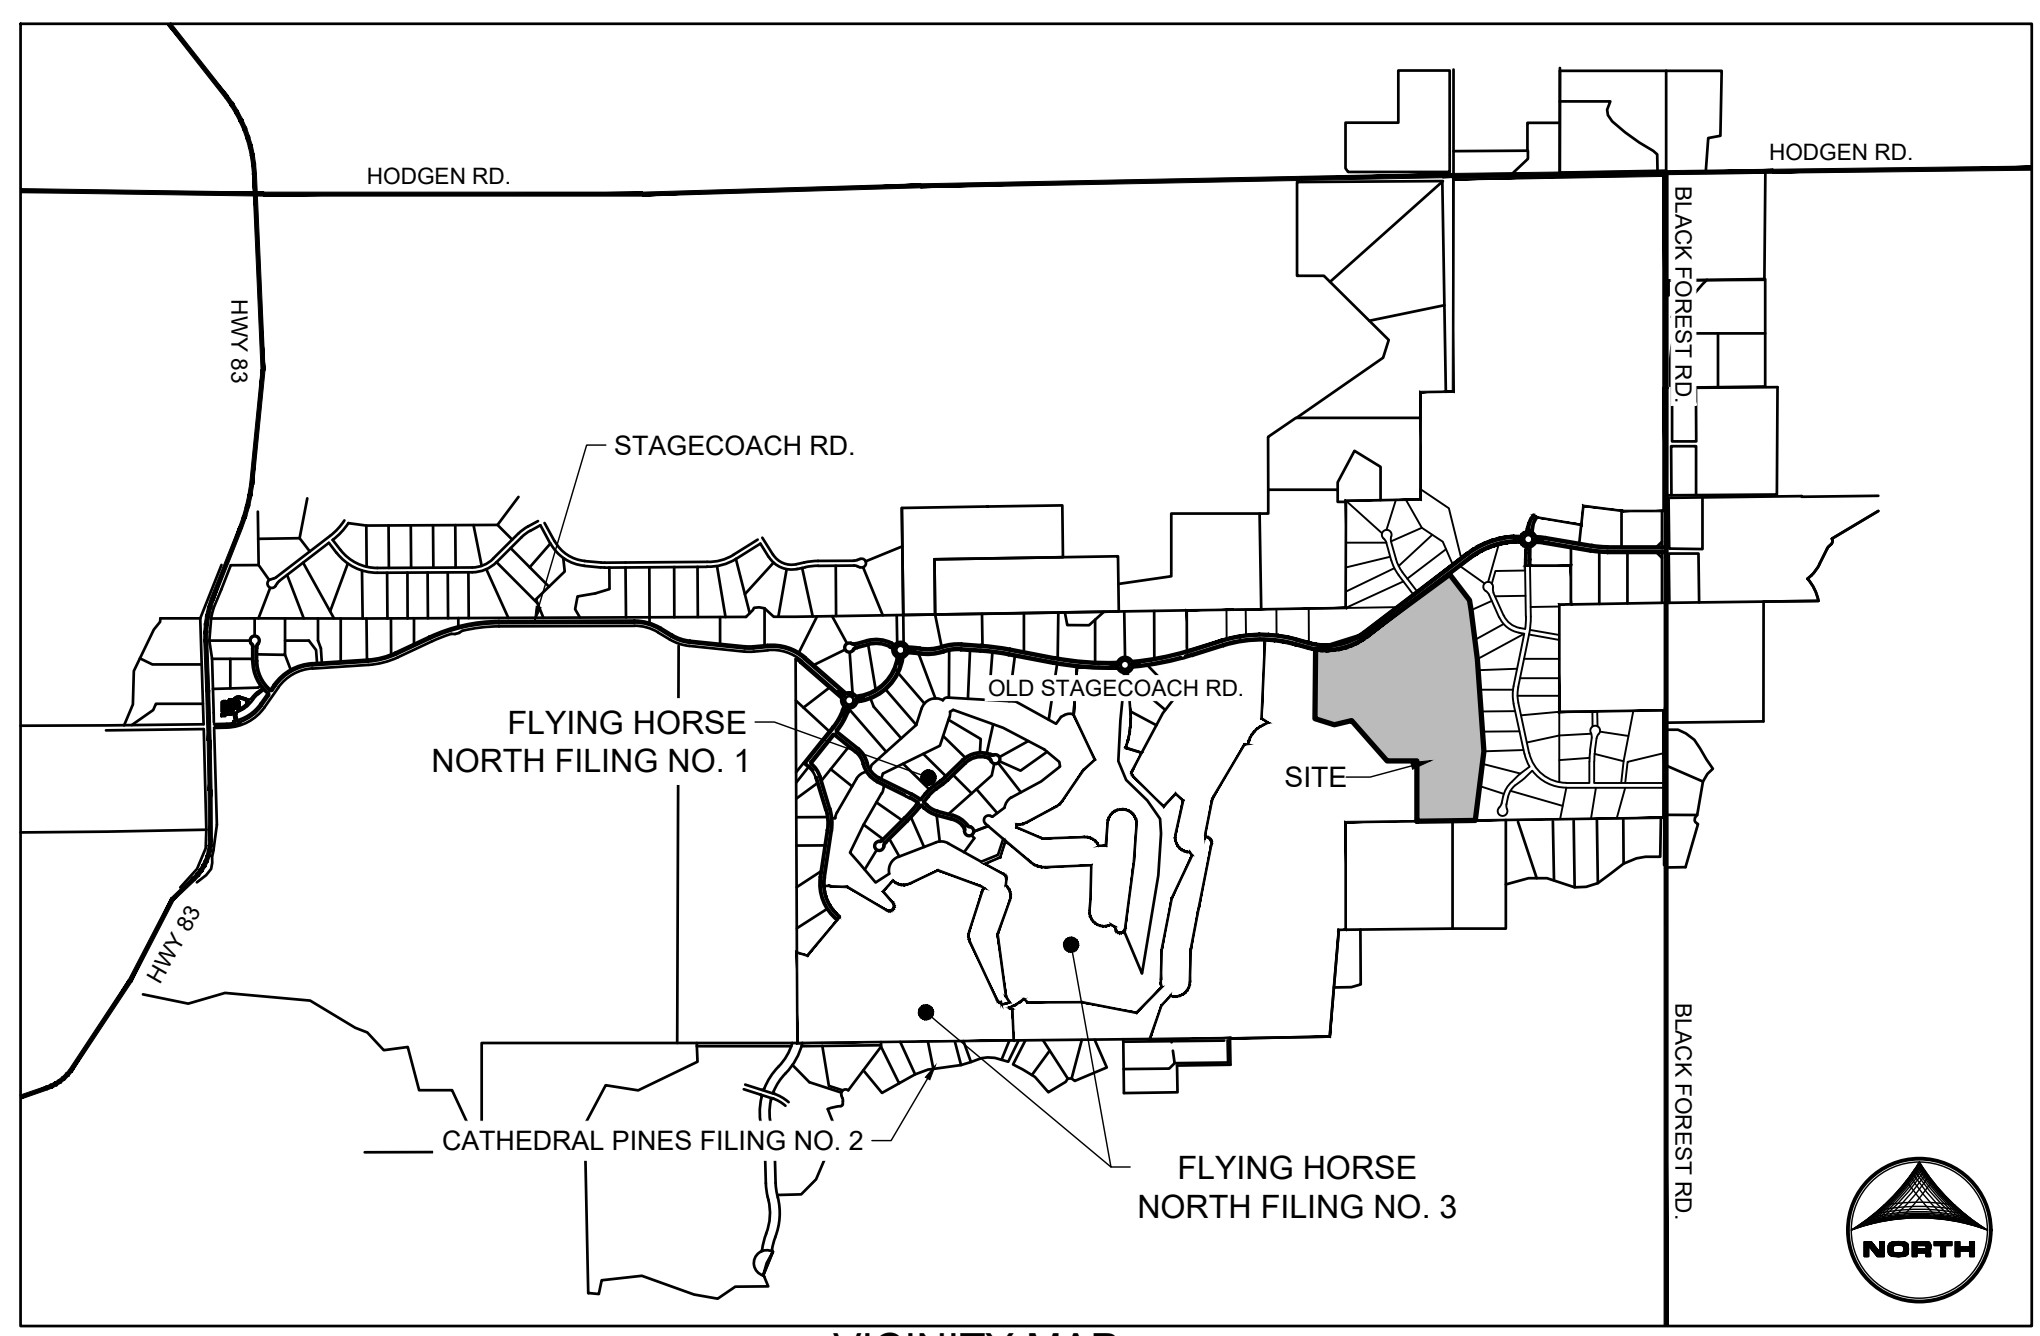 HODGEN RD.
HODGEN RD.
BLACK FOREST RD.
HWY 83
STAGECOACH RD.
OLD STAGECOACH RD.
FLYING HORSE
NORTH FILING NO. 1
SITE
HWY 83
BLACK FOREST RD.
CATHEDRAL PINES FILING NO. 2
FLYING HORSE
NORTH FILING NO. 3
NORTH
VICINITY MAP